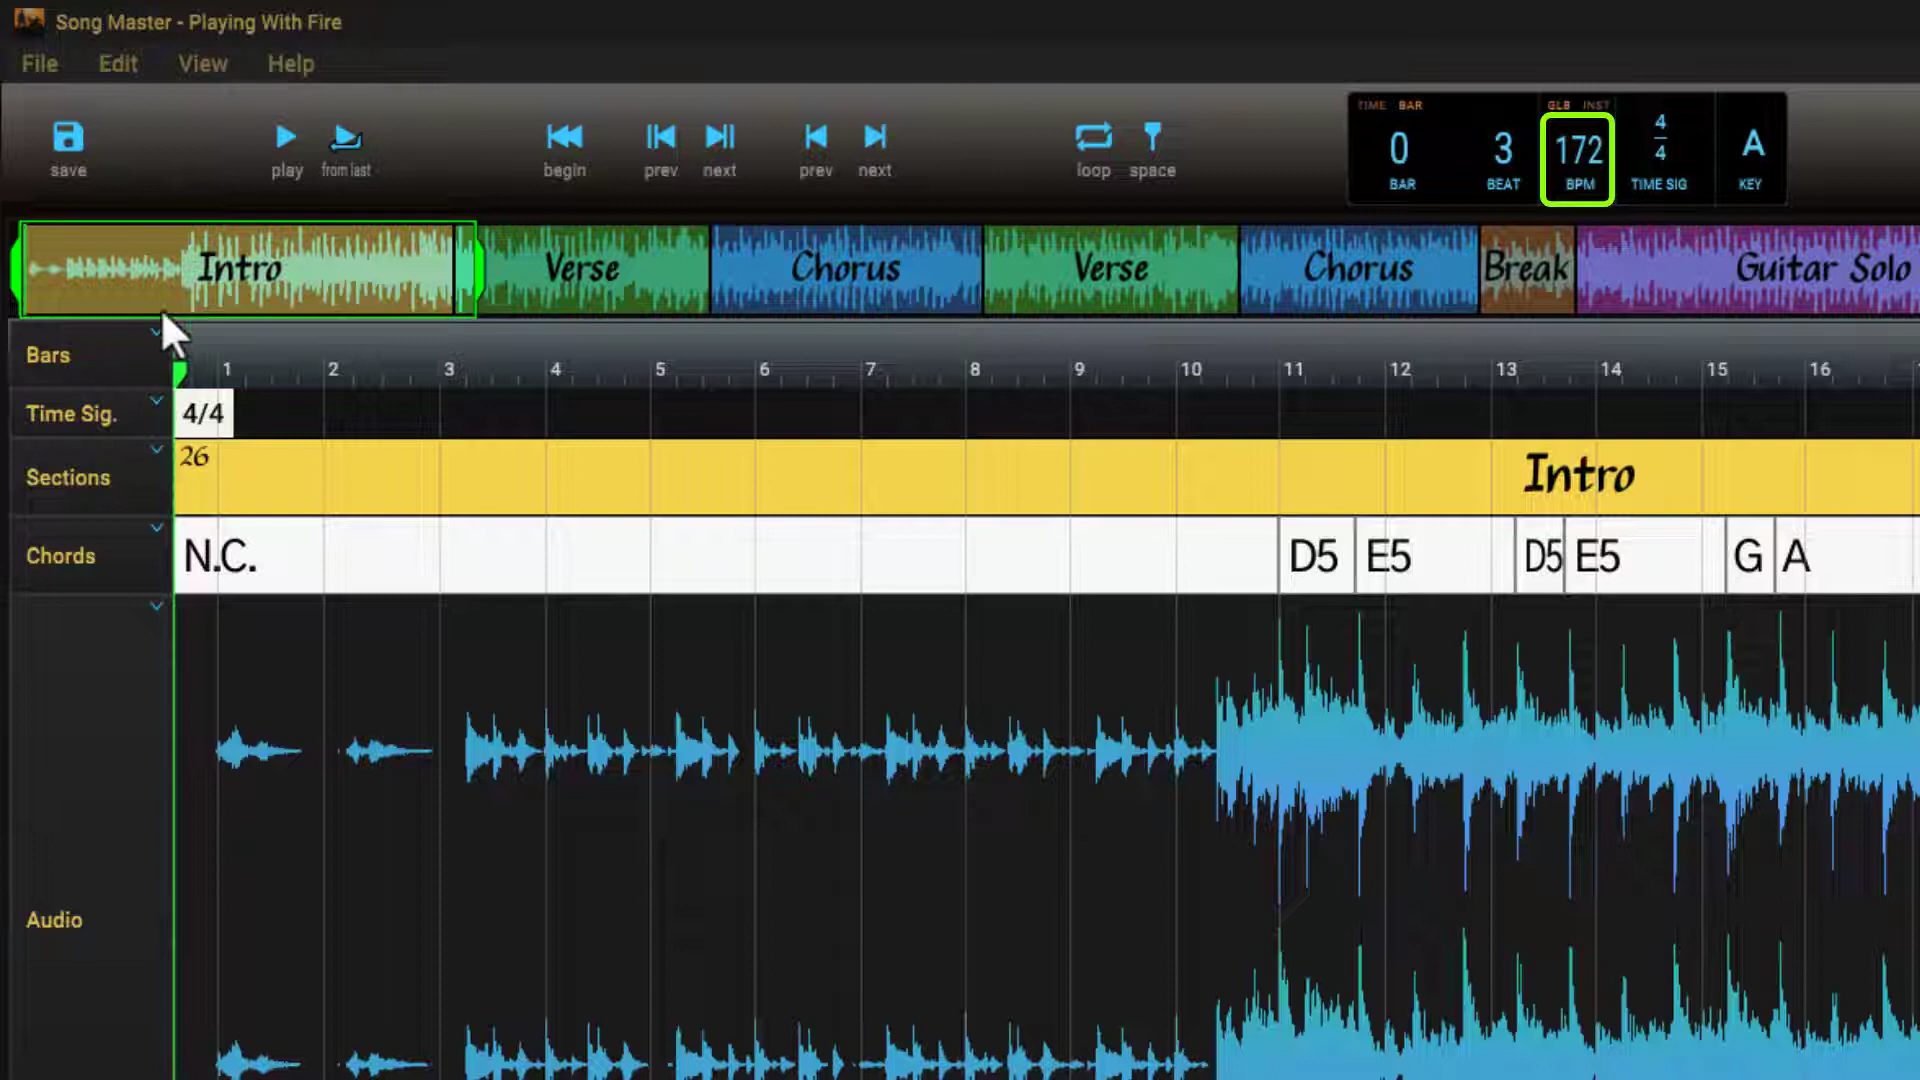 Song Master - Playing With Fire
File Edit View Help
save
play
from last
begin
prev
next
prev
next
loop
space
TIME BAR
0
BAR
3
BEAT
GLB INST
172
BPM
4
4
TIME SIG
A
KEY
Intro
Verse
Chorus
Verse
Chorus
Break
Guitar Solo
Bars
1 2 3 4 5 6 7 8 9 10 11 12 13 14 15 16
Time Sig.
4/4
Sections
26
Intro
Chords
N.C. D5 E5 D5 E5 G A
Audio